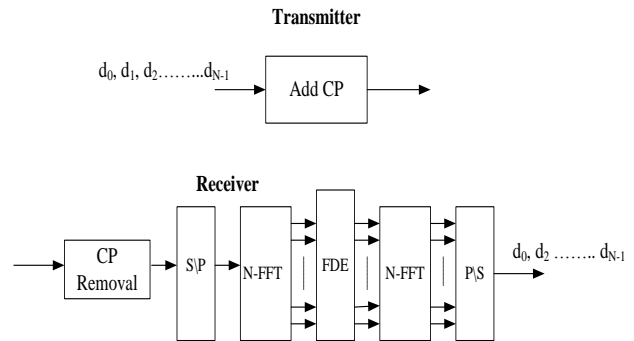 Transmitter
d0, d1, d2……...dN-1
Add CP
Receiver
CP
Removal
S\P
N-FFT
FDE
N-FFT
P\S
d0, d2 …….. dN-1